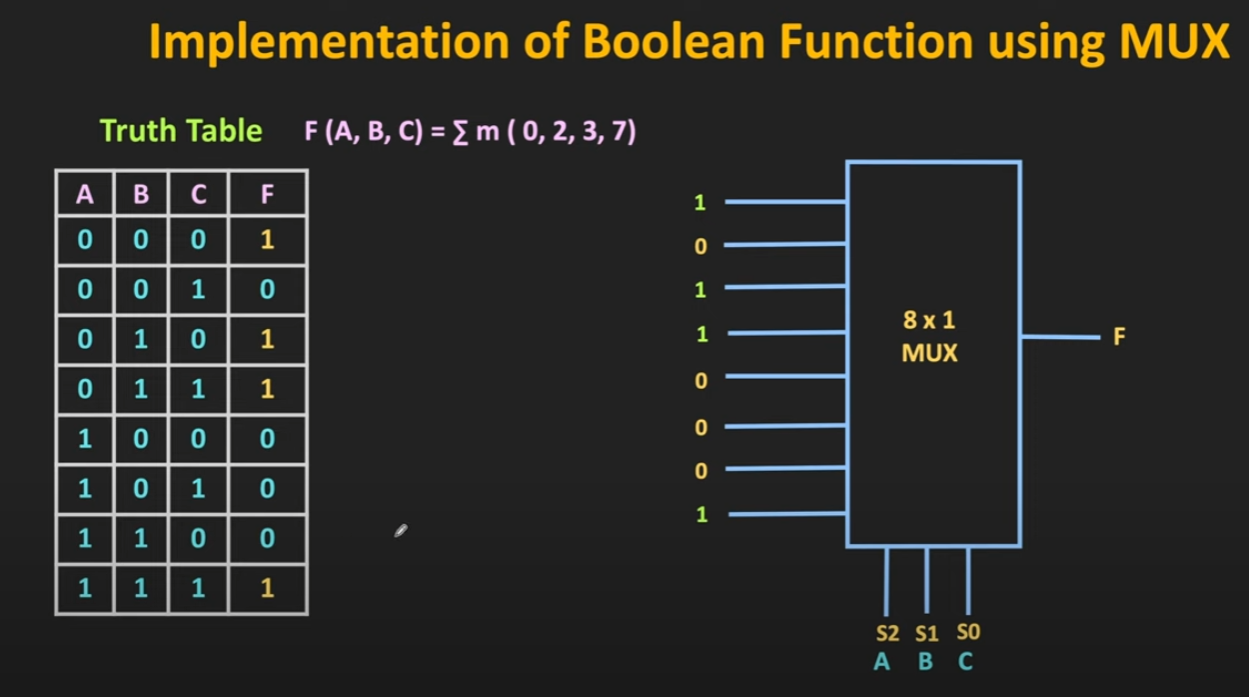 Implementation of Boolean Function using MUX
Truth Table F (A, B, C) = ∑ m ( 0, 2, 3, 7)
A B C F
0 0 0 1
0 0 1 0
0 1 0 1
0 1 1 1
1 0 0 0
1 0 1 0
1 1 0 0
1 1 1 1
1
0
1
1
0
0
0
1
8 x 1
MUX
F
S2 S1 S0
A B C